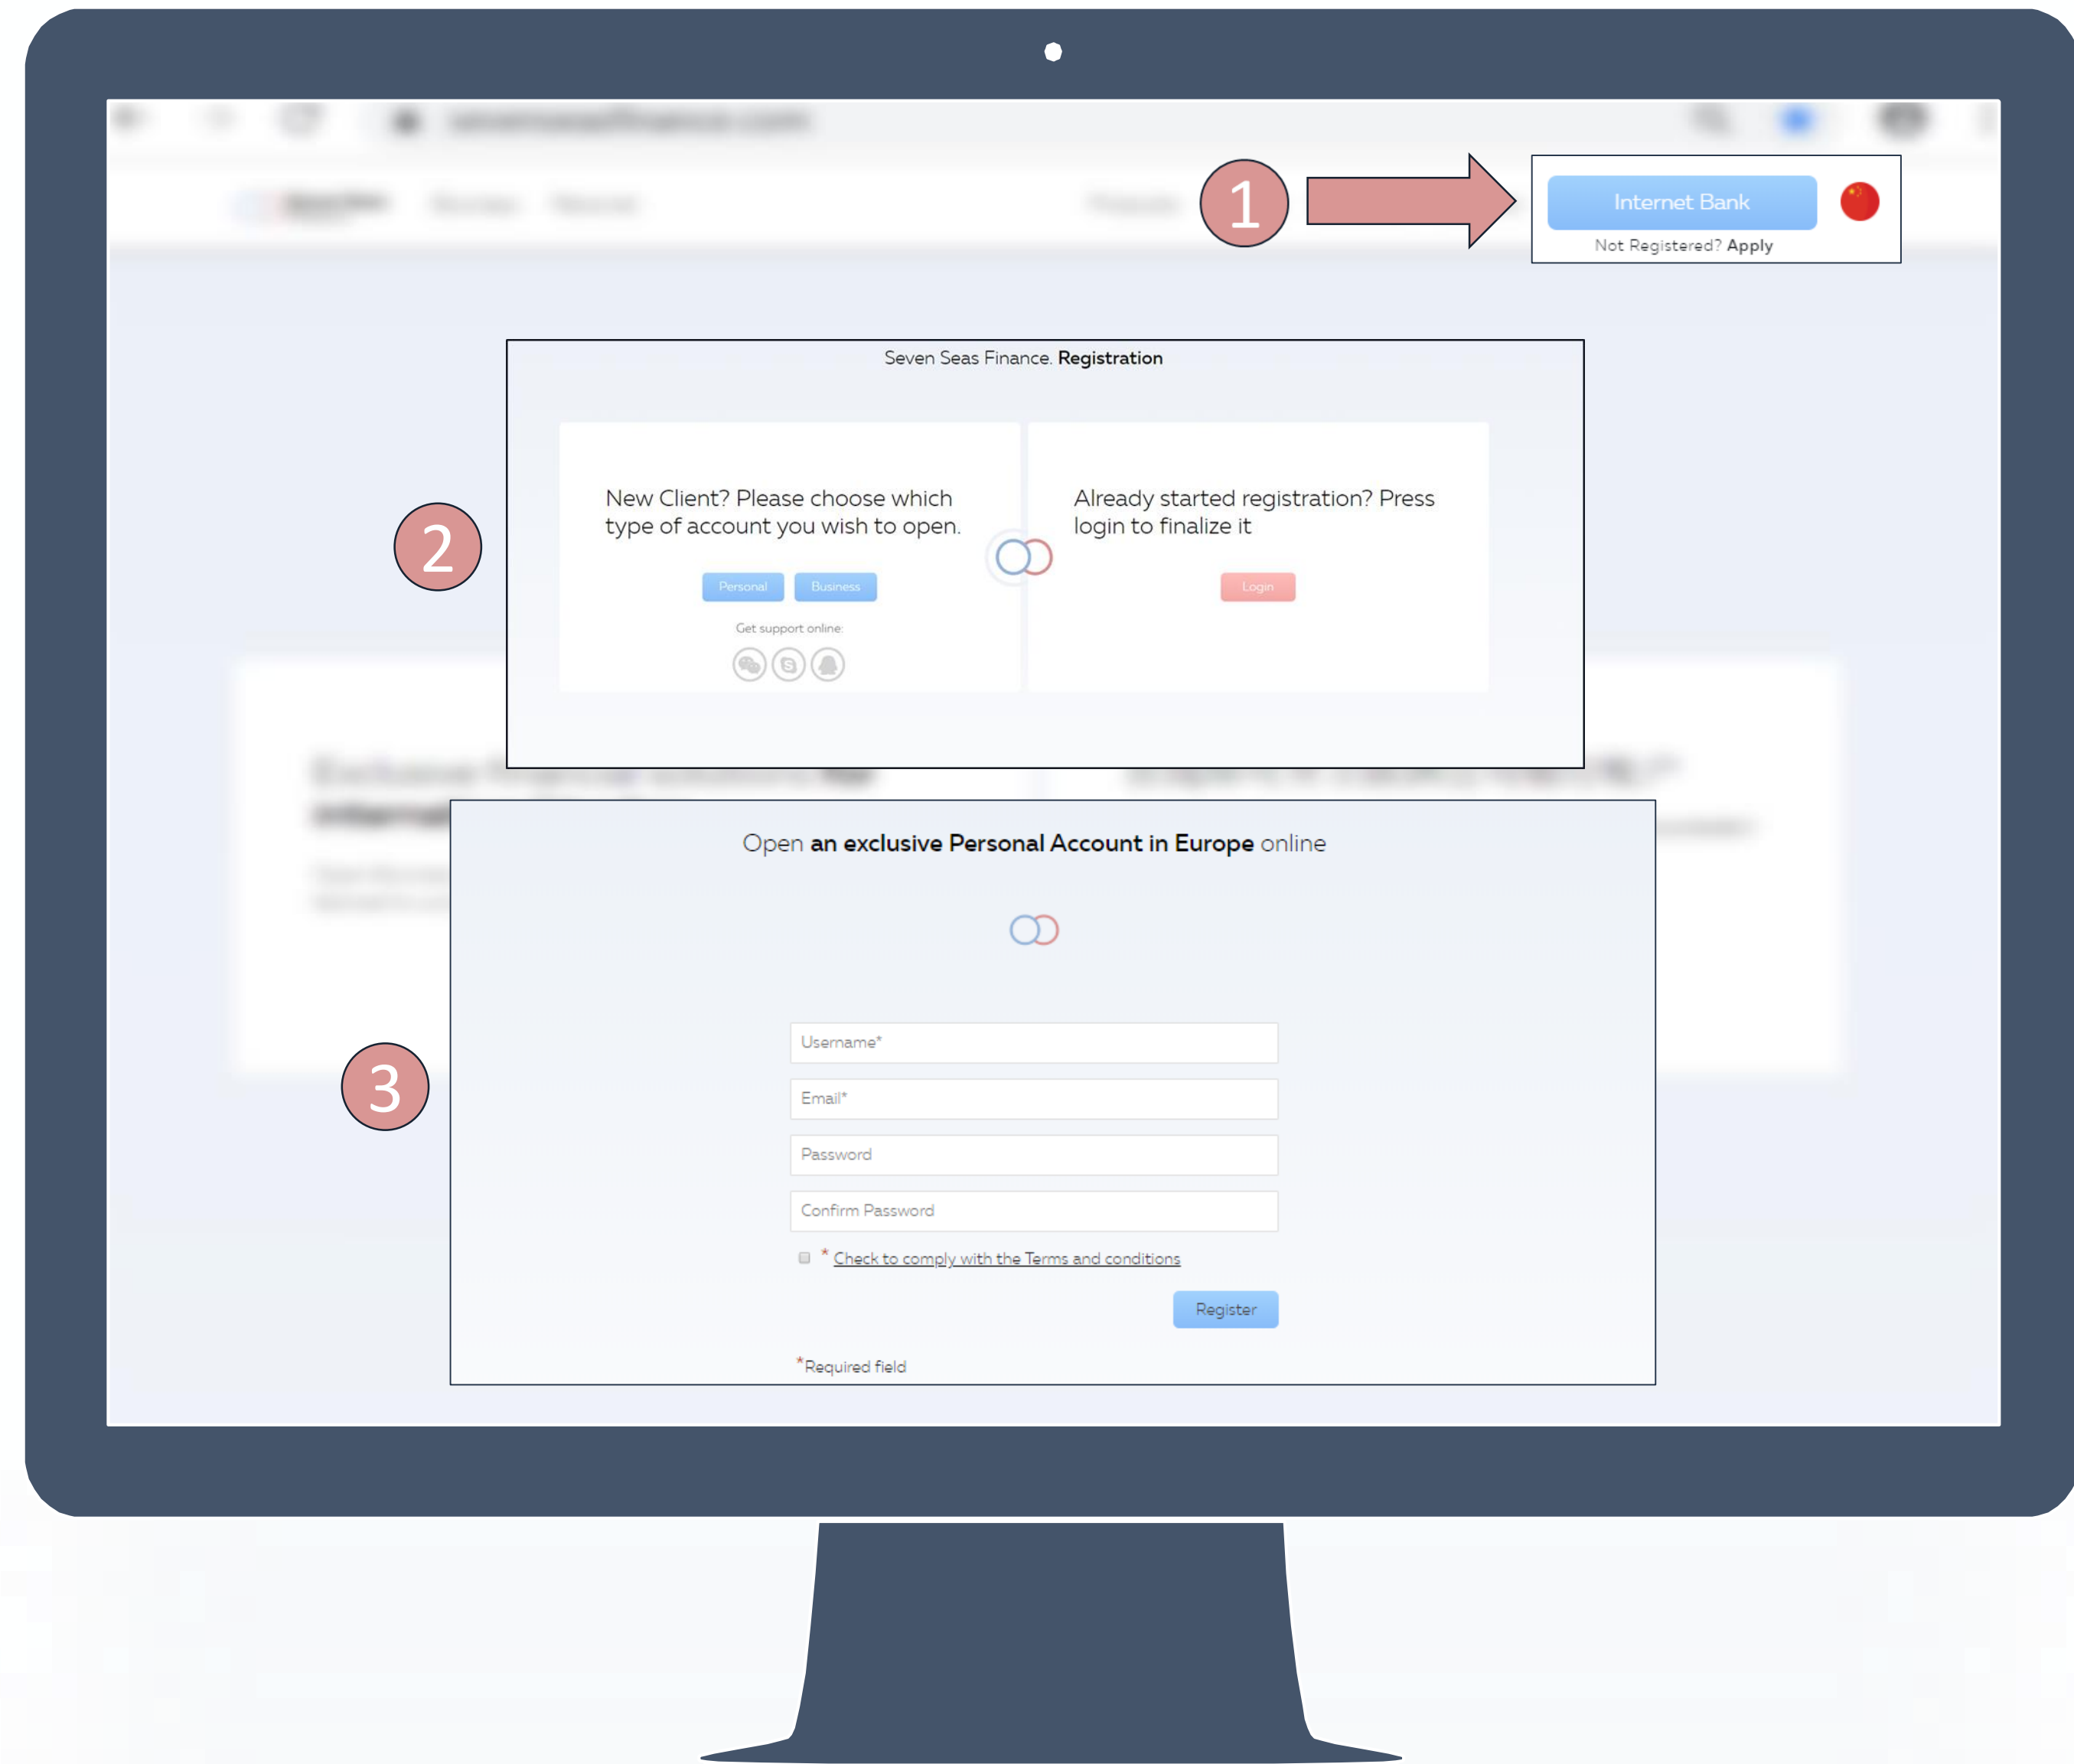 1
Internet Bank
Not Registered? Apply
Seven Seas Finance. Registration
2
New Client? Please choose which
type of account you wish to open.
Personal Business
Get support online:
Already started registration? Press
login to finalize it
Login
Open an exclusive Personal Account in Europe online
3
Username*
Email*
Password
Confirm Password
* Check to comply with the Terms and conditions
Register
*Required field